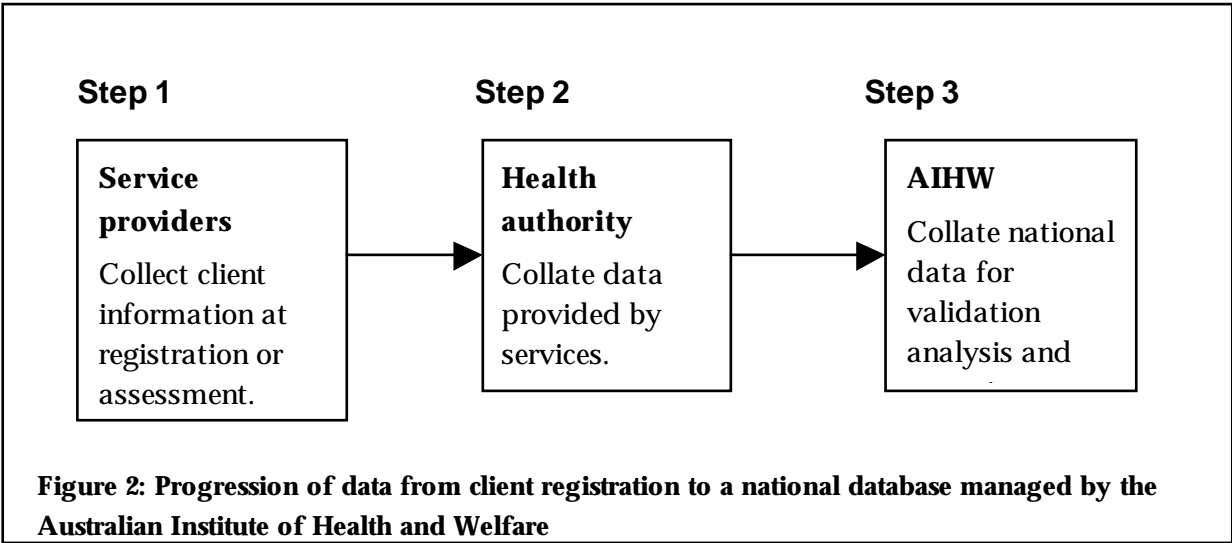 Step 1
Step 2
Step 3
Service
providers
Collect client
information at
registration or
assessment.
Health
authority
Collate data
provided by
services.
AIHW
Collate national
data for
validation
analysis and
Figure 2: Progression of data from client registration to a national database managed by the
Australian Institute of Health and Welfare